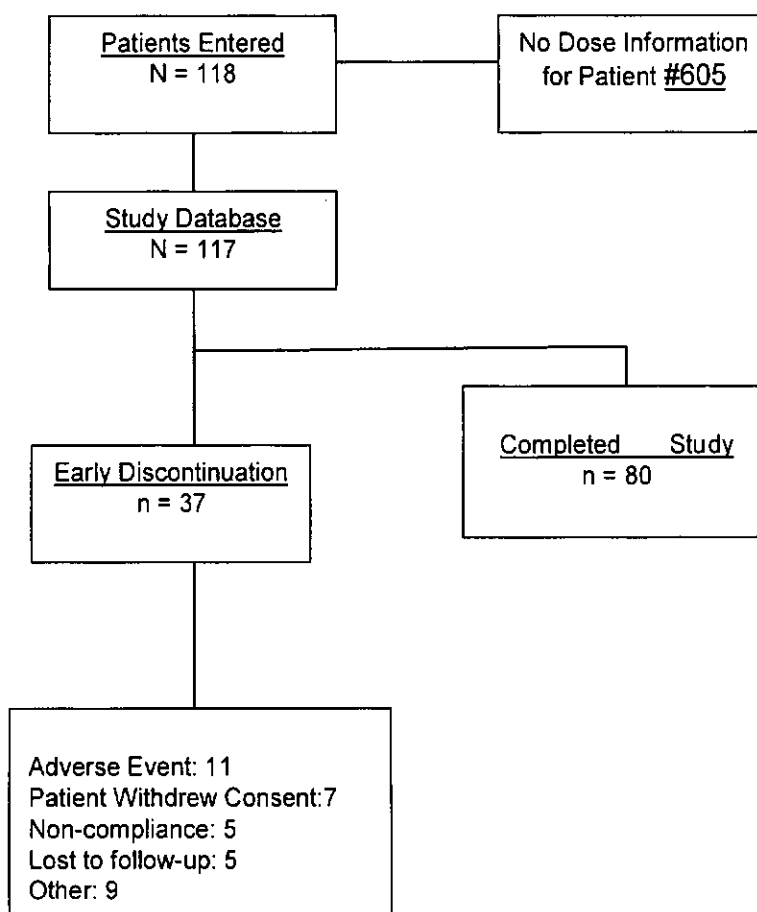 Patients Entered
N = 118
No Dose Information
for Patient #605
Study Database
N = 117
Early Discontinuation
n = 37
Completed Study
n = 80
Adverse Event: 11
Patient Withdrew Consent:7
Non-compliance: 5
Lost to follow-up: 5
Other: 9